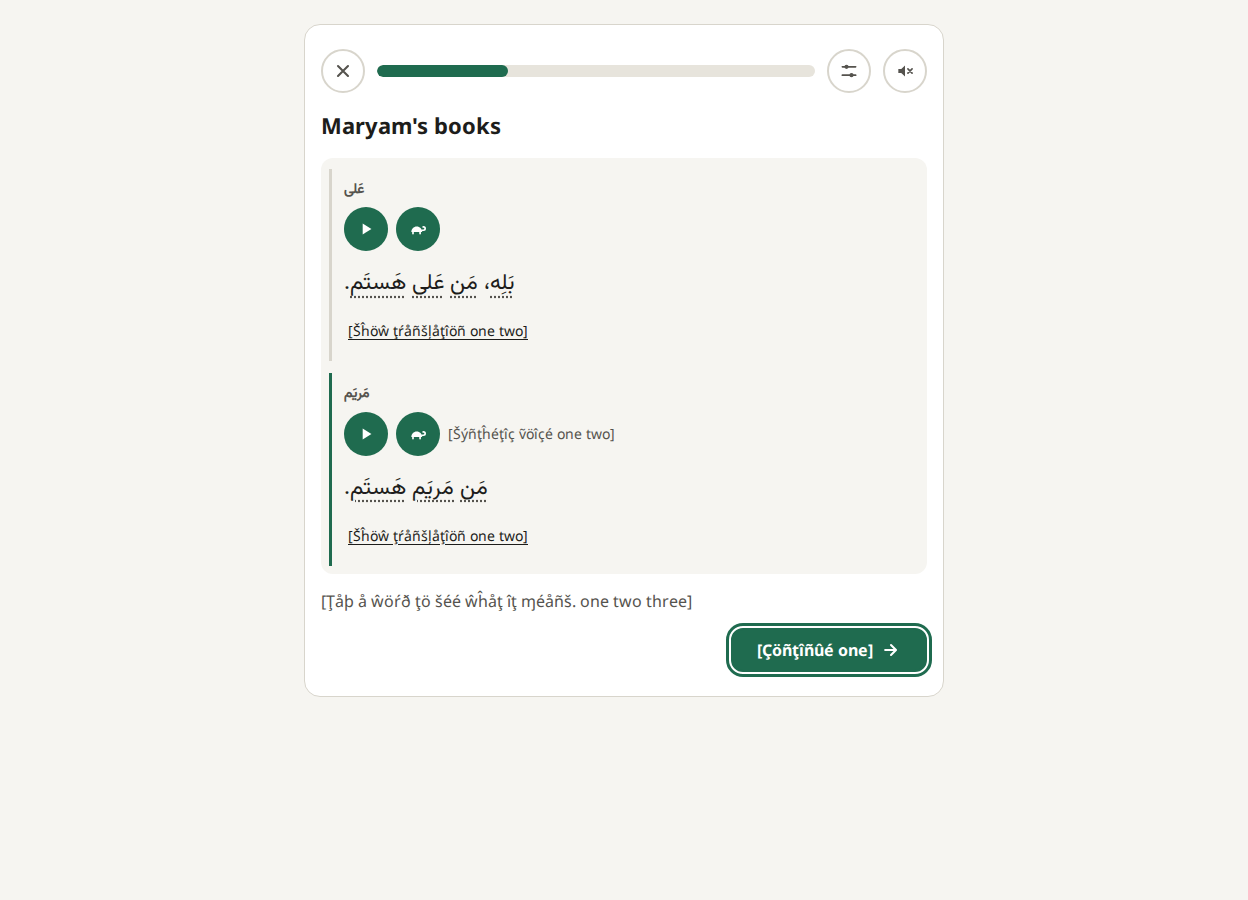 Maryam's books
عَلی
بَلِه، مَن عَلی هَستَم.
[Šĥöŵ ţŕåñšļåţîöñ one two]
مَریَم
[Šýñţĥéţîç ṽöîçé one two]
مَن مَریَم هَستَم.
[Šĥöŵ ţŕåñšļåţîöñ one two]
[Ţåþ å ŵöŕð ţö šéé ŵĥåţ îţ ɱéåñš. one two three]
[Çöñţîñûé one]